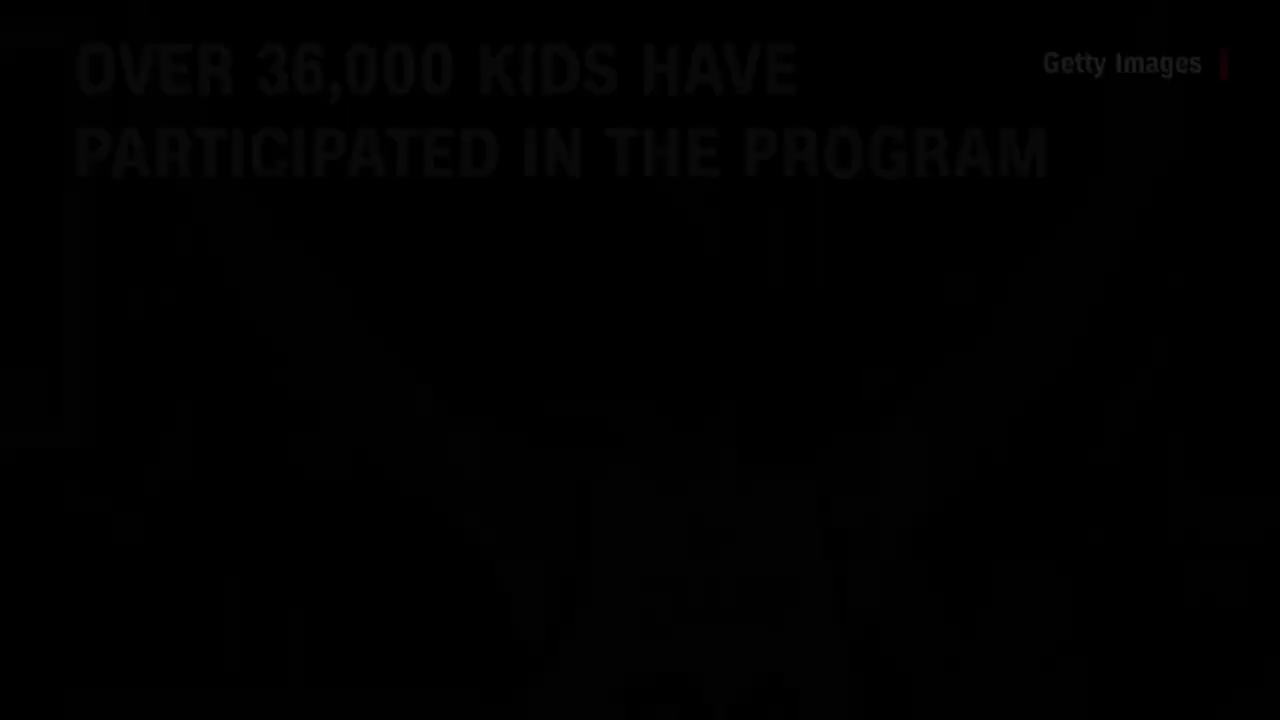 OVER 36,000 KIDS HAVE
PARTICIPATED IN THE PROGRAM
Getty Images